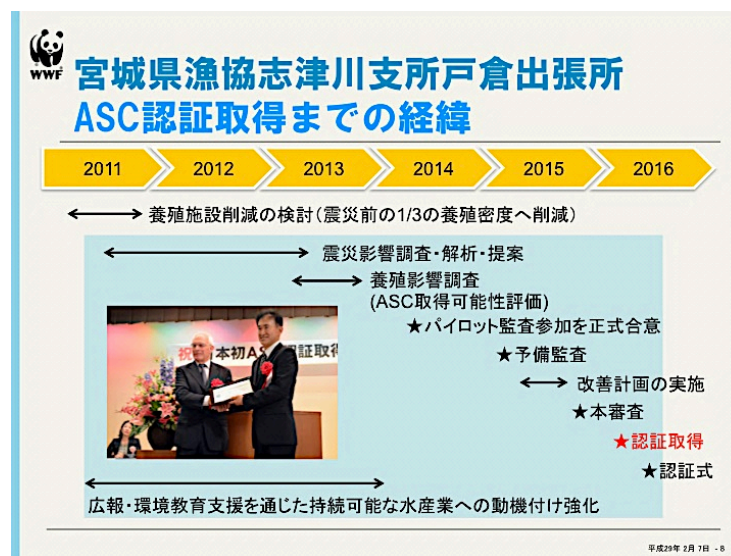 WWF
宮城県漁協志津川支所戸倉出張所
ASC認証取得までの経緯
2011 2012 2013 2014 2015 2016
養殖施設削減の検討（震災前の1/3の養殖密度へ削減）
震災影響調査・解析・提案
養殖影響調査
(ASC取得可能性評価)
★パイロット監査参加を正式合意
★予備監査
改善計画の実施
★本審査
★認証取得
★認証式
広報・環境教育支援を通じた持続可能な水産業への動機付け強化
平成29年 2月 7日 - 8